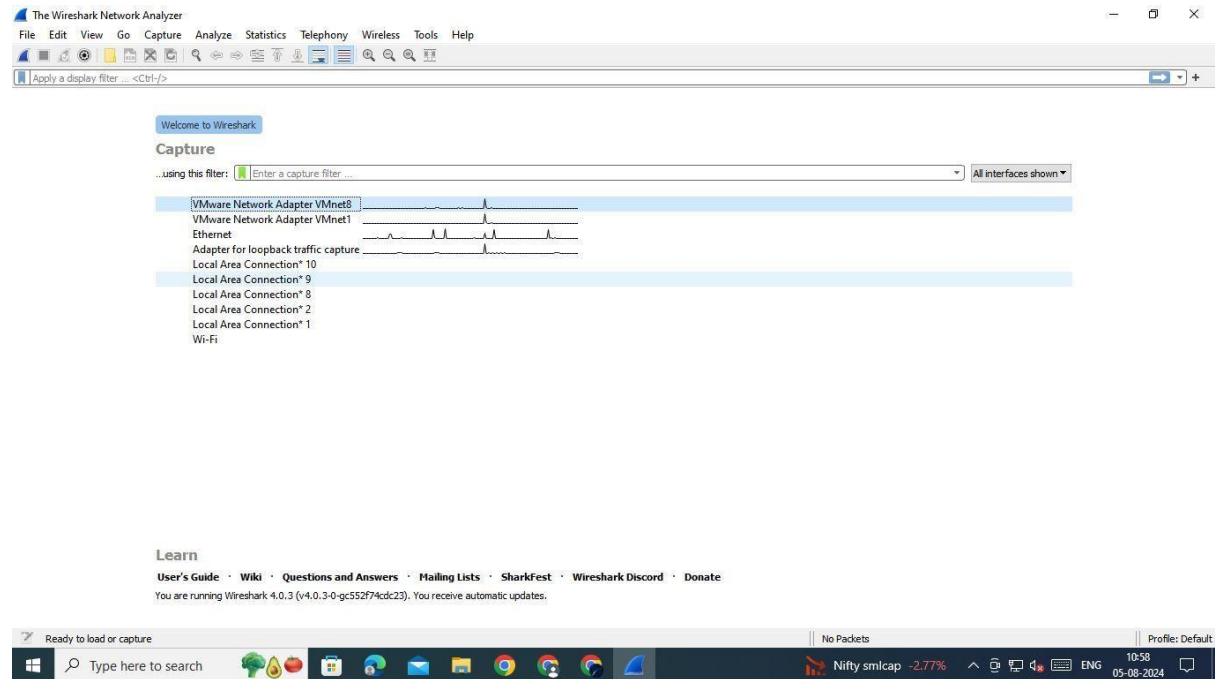 The Wireshark Network Analyzer
File Edit View Go Capture Analyze Statistics Telephony Wireless Tools Help
Apply a display filter ... <Ctrl-/>
Welcome to Wireshark
Capture
...using this filter: Enter a capture filter ... All interfaces shown
VMware Network Adapter VMnet8
VMware Network Adapter VMnet1
Ethernet
Adapter for loopback traffic capture
Local Area Connection* 10
Local Area Connection* 9
Local Area Connection* 8
Local Area Connection* 2
Local Area Connection* 1
Wi-Fi
Learn
User's Guide · Wiki · Questions and Answers · Mailing Lists · SharkFest · Wireshark Discord · Donate
You are running Wireshark 4.0.3 (v4.0.3-0-gc552f74cdc23). You receive automatic updates.
Ready to load or capture No Packets Profile: Default
Type here to search Nifty smlcap -2.77% ENG 10:58
05-08-2024